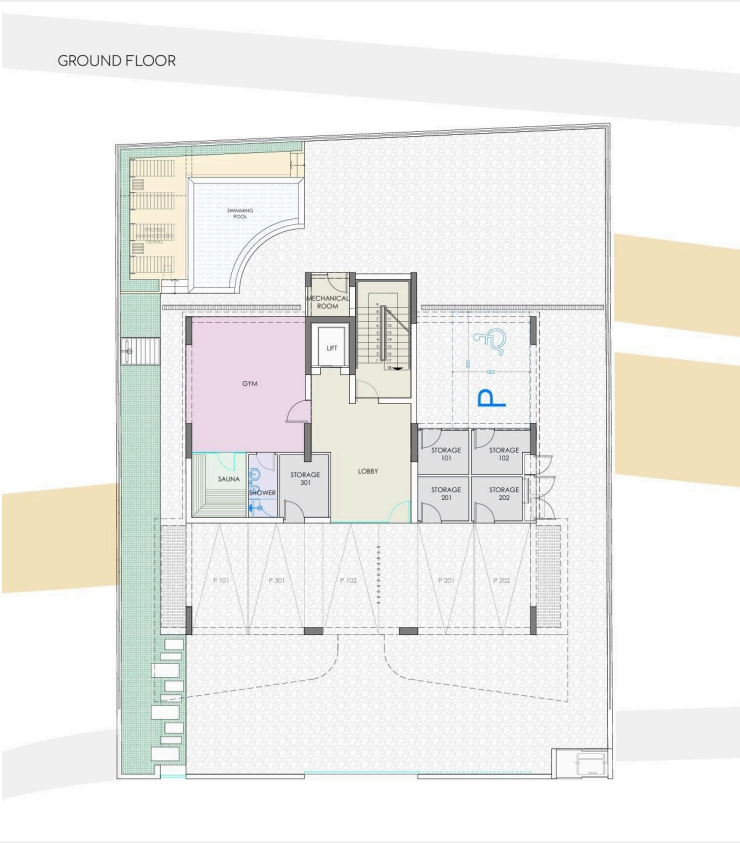 GROUND FLOOR
SWIMMING
POOL
MECHANICAL
ROOM
LIFT
GYM
P
STORAGE
101
STORAGE
102
SAUNA
SHOWER
STORAGE
301
LOBBY
STORAGE
201
STORAGE
202
P 101
P 301
P 102
P 201
P 202